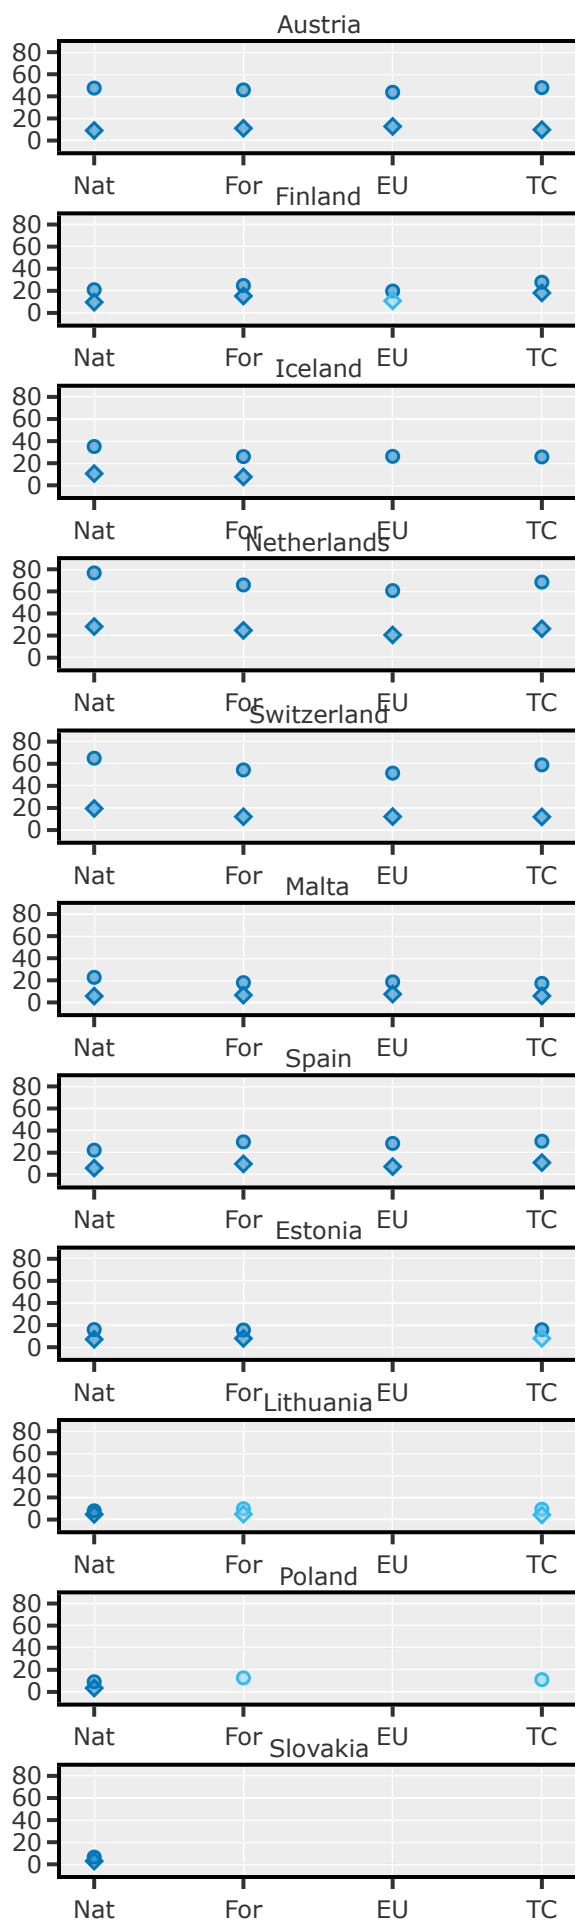 Austria
80
60
40
20
0
Nat For EU TC
Finland
80
60
40
20
0
Nat For EU TC
Iceland
80
60
40
20
0
Nat For EU TC
Netherlands
80
60
40
20
0
Nat For EU TC
Switzerland
80
60
40
20
0
Nat For EU TC
Malta
80
60
40
20
0
Nat For EU TC
Spain
80
60
40
20
0
Nat For EU TC
Estonia
80
60
40
20
0
Nat For EU TC
Lithuania
80
60
40
20
0
Nat For EU TC
Poland
80
60
40
20
0
Nat For EU TC
Slovakia
80
60
40
20
0
Nat For EU TC